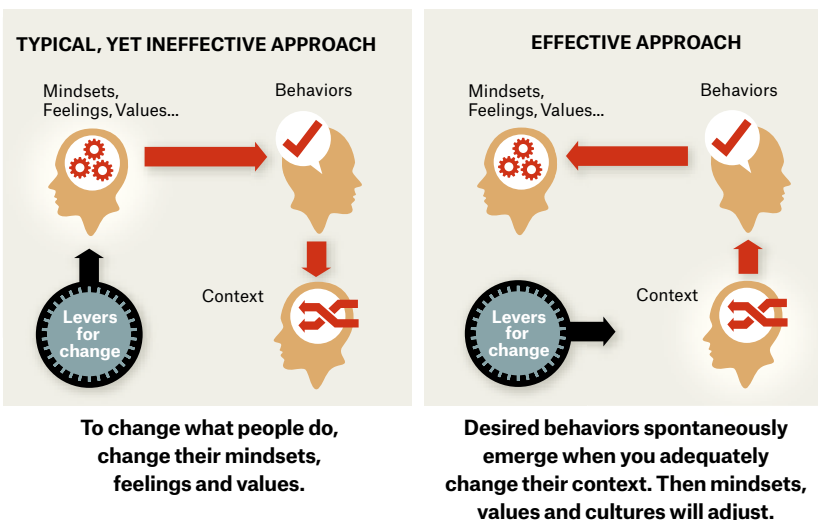 TYPICAL, YET INEFFECTIVE APPROACH
Mindsets,
Feelings, Values...
Behaviors
Context
Levers
for
change
To change what people do,
change their mindsets,
feelings and values.
EFFECTIVE APPROACH
Mindsets,
Feelings, Values...
Behaviors
Context
Levers
for
change
Desired behaviors spontaneously
emerge when you adequately
change their context. Then mindsets,
values and cultures will adjust.